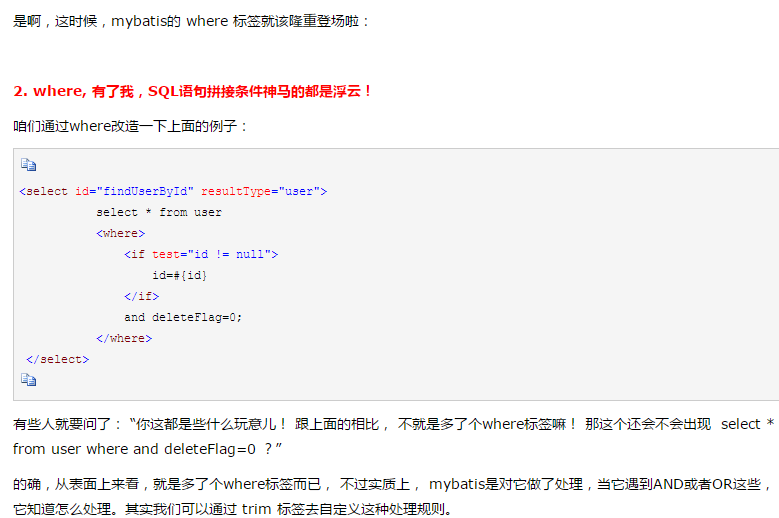 是啊，这时候，mybatis的 where 标签就该隆重登场啦：
2. where, 有了我，SQL语句拼接条件神马的都是浮云！
咱们通过where改造一下上面的例子：
<select id="findUserById" resultType="user">
select * from user
<where>
<if test="id != null">
id=#{id}
</if>
and deleteFlag=0;
</where>
</select>
有些人就要问了： “你这都是些什么玩意儿！ 跟上面的相比， 不就是多了个where标签嘛！ 那这个还会不会出现  select *
from user where and deleteFlag=0 ？”
的确，从表面上来看，就是多了个where标签而已， 不过实质上， mybatis是对它做了处理，当它遇到AND或者OR这些，
它知道怎么处理。其实我们可以通过 trim 标签去自定义这种处理规则。